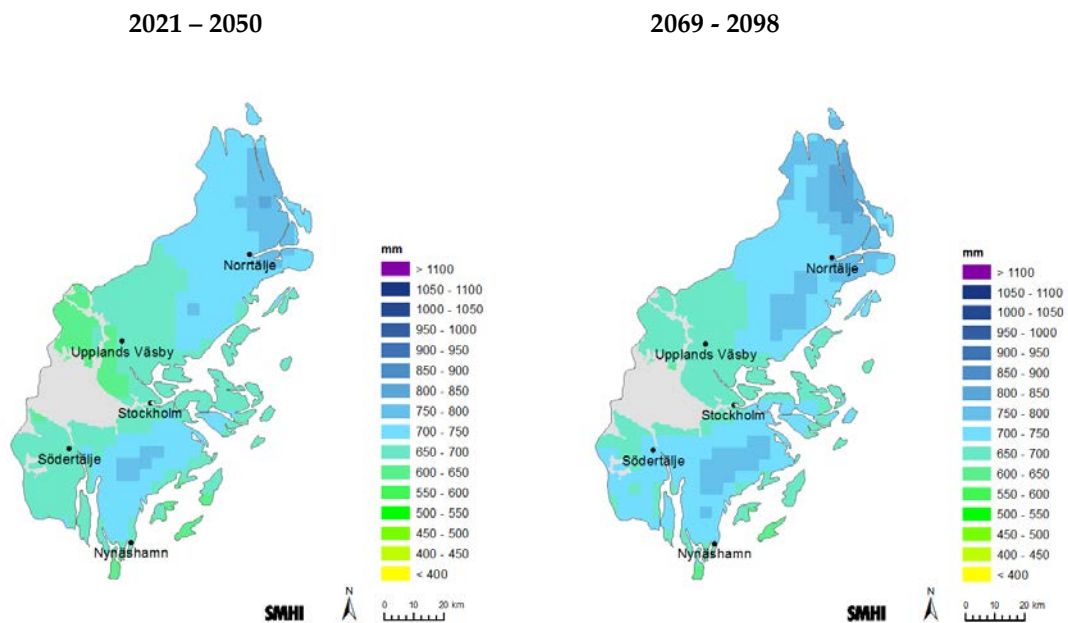 2021 – 2050
2069 - 2098
Norrtälje
Upplands Väsby
Stockholm
Södertälje
Nynäshamn
mm
> 1100
1050 - 1100
1000 - 1050
950 - 1000
900 - 950
850 - 900
800 - 850
750 - 800
700 - 750
650 - 700
600 - 650
550 - 600
500 - 550
450 - 500
400 - 450
< 400
SMHI
N
0 10 20 km
Norrtälje
Upplands Väsby
Stockholm
Södertälje
Nynäshamn
mm
> 1100
1050 - 1100
1000 - 1050
950 - 1000
900 - 950
850 - 900
800 - 850
750 - 800
700 - 750
650 - 700
600 - 650
550 - 600
500 - 550
450 - 500
400 - 450
< 400
SMHI
N
0 10 20 km